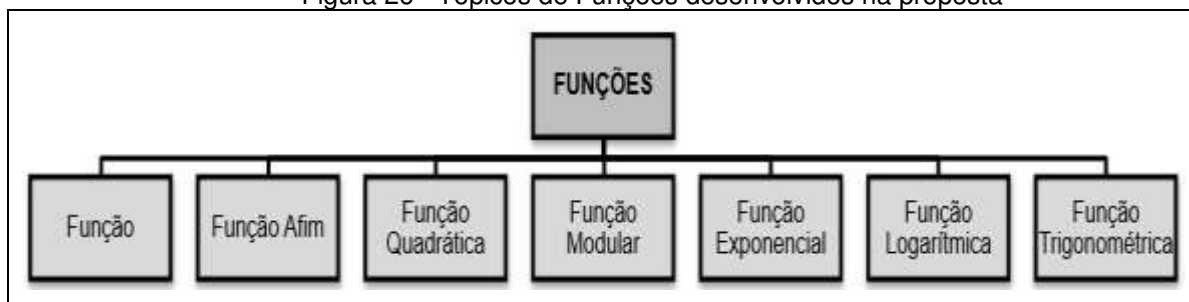 Figura 26 - Tópicos de Funções desenvolvidos na proposta
FUNÇÕES
Função
Função Afim
Função
Quadrática
Função
Modular
Função
Exponencial
Função
Logarítmica
Função
Trigonométrica